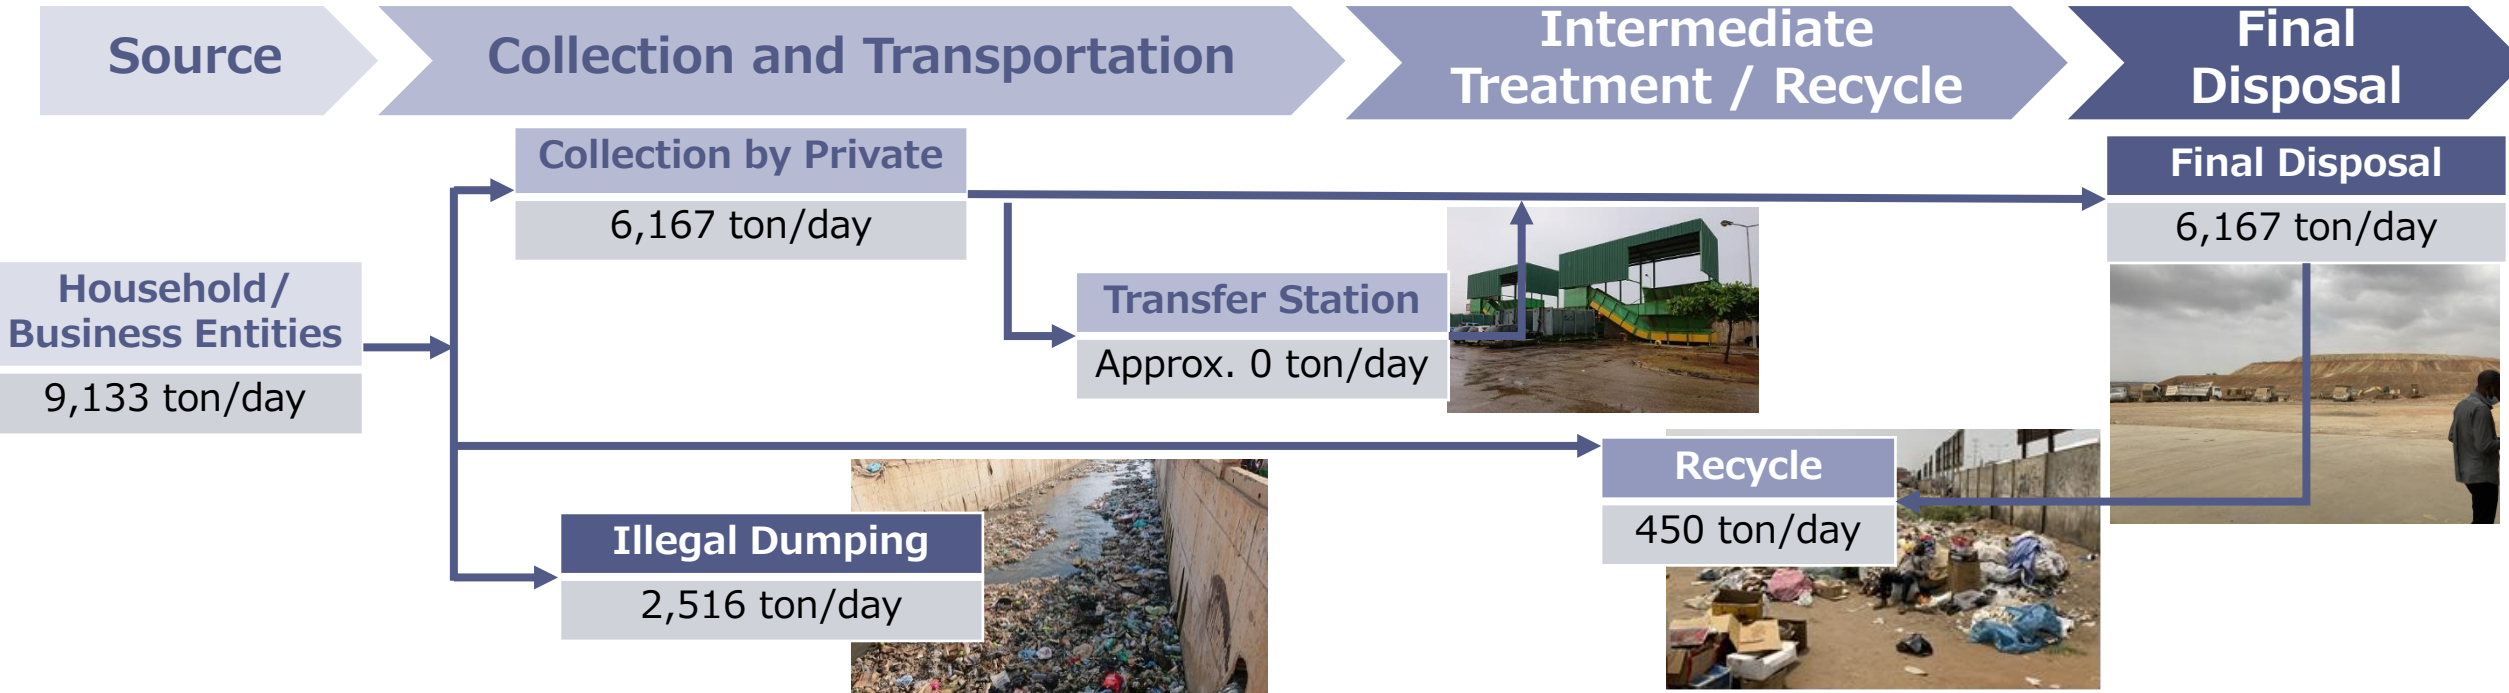 Source
Collection and Transportation
Intermediate
Treatment / Recycle
Final
Disposal
Collection by Private
6,167 ton/day
Final Disposal
6,167 ton/day
Household/
Business Entities
9,133 ton/day
Transfer Station
Approx. 0 ton/day
Recycle
450 ton/day
Illegal Dumping
2,516 ton/day